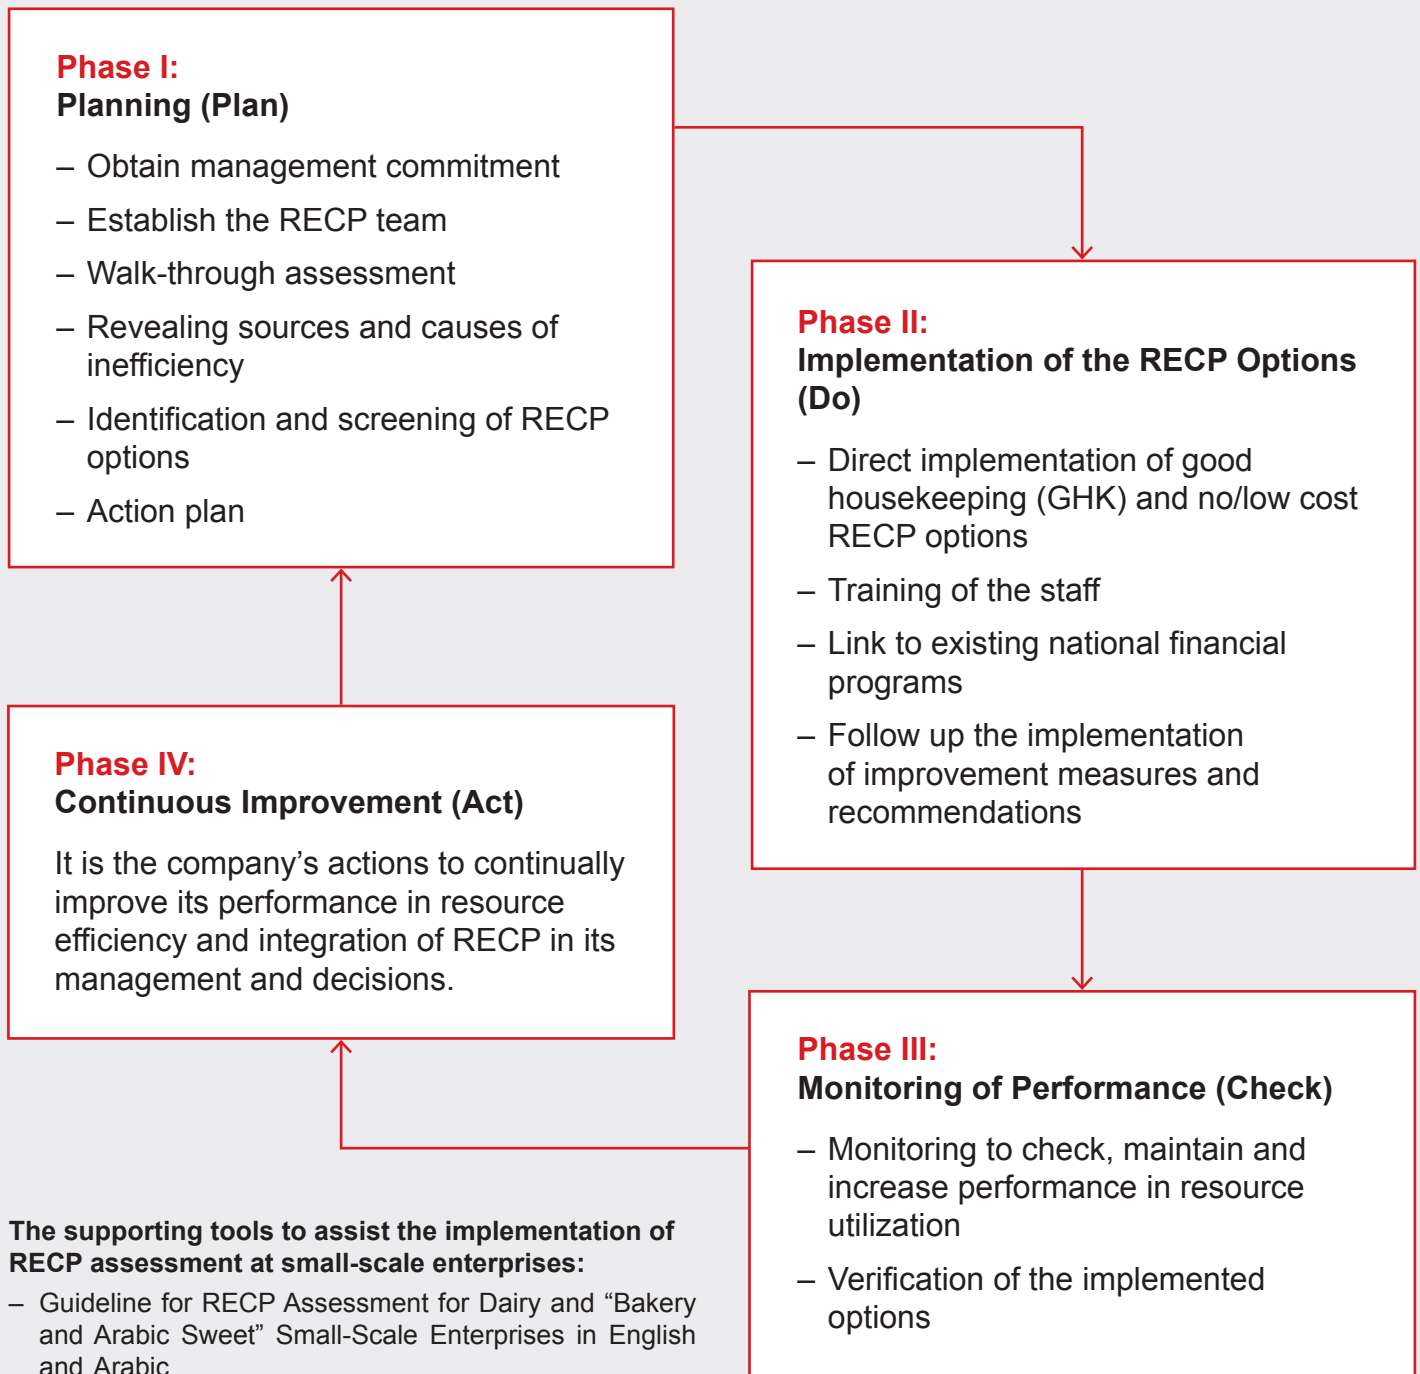 Phase I:
Planning (Plan)
– Obtain management commitment
– Establish the RECP team
– Walk-through assessment
– Revealing sources and causes of
inefficiency
– Identification and screening of RECP
options
– Action plan
Phase II:
Implementation of the RECP Options
(Do)
– Direct implementation of good
housekeeping (GHK) and no/low cost
RECP options
– Training of the staff
– Link to existing national financial
programs
– Follow up the implementation
of improvement measures and
recommendations
Phase III:
Monitoring of Performance (Check)
– Monitoring to check, maintain and
increase performance in resource
utilization
– Verification of the implemented
options
Phase IV:
Continuous Improvement (Act)
It is the company’s actions to continually
improve its performance in resource
efficiency and integration of RECP in its
management and decisions.
The supporting tools to assist the implementation of
RECP assessment at small-scale enterprises:
– Guideline for RECP Assessment for Dairy and “Bakery
and Arabic Sweet” Small-Scale Enterprises in English
and Arabic